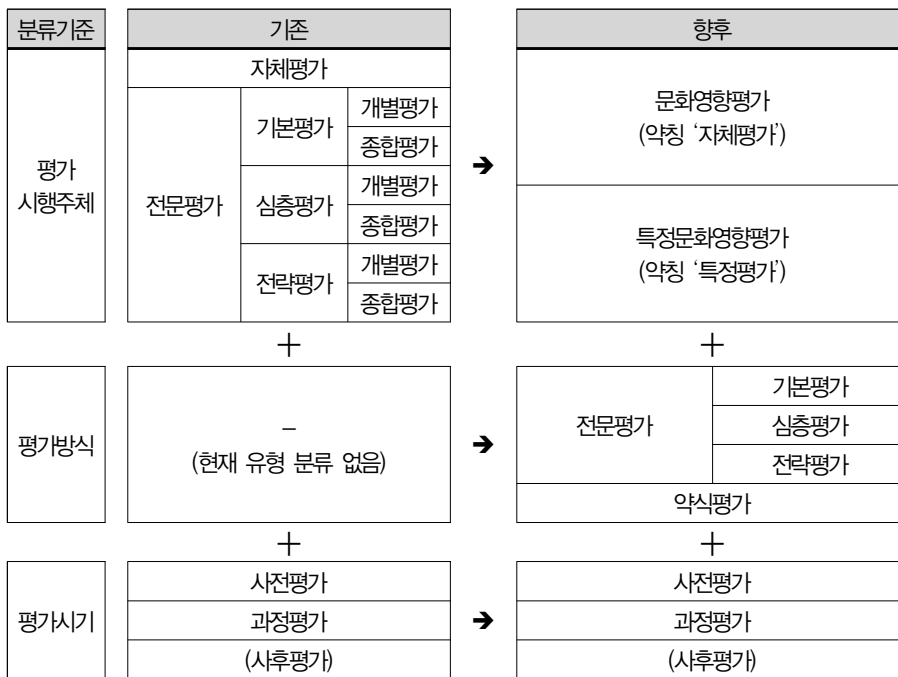 분류기준 기존 향후
평가
시행주체
자체평가
전문평가
기본평가
개별평가
종합평가
심층평가
개별평가
종합평가
전략평가
개별평가
종합평가
➔
문화영향평가
(약칭 ‘자체평가’)
특정문화영향평가
(약칭 ‘특정평가’)
+ +
평가방식
–
(현재 유형 분류 없음)
➔
전문평가
기본평가
심층평가
전략평가
약식평가
+ +
평가시기
사전평가
과정평가
(사후평가)
➔
사전평가
과정평가
(사후평가)